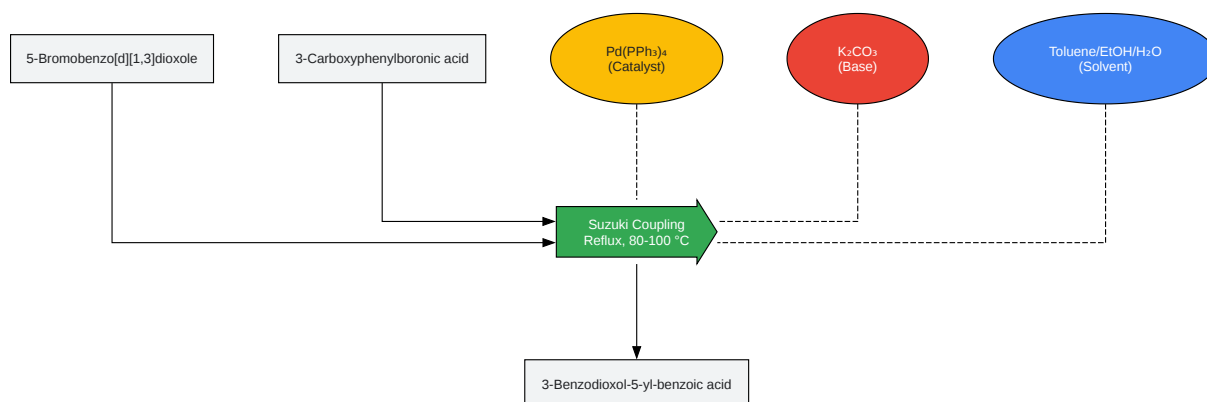 5-Bromobenzo[d][1,3]dioxole
3-Carboxyphenylboronic acid
Pd(PPh₃)₄
(Catalyst)
K₂CO₃
(Base)
Toluene/EtOH/H₂O
(Solvent)
Suzuki Coupling
Reflux, 80-100 °C
3-Benzodioxol-5-yl-benzoic acid